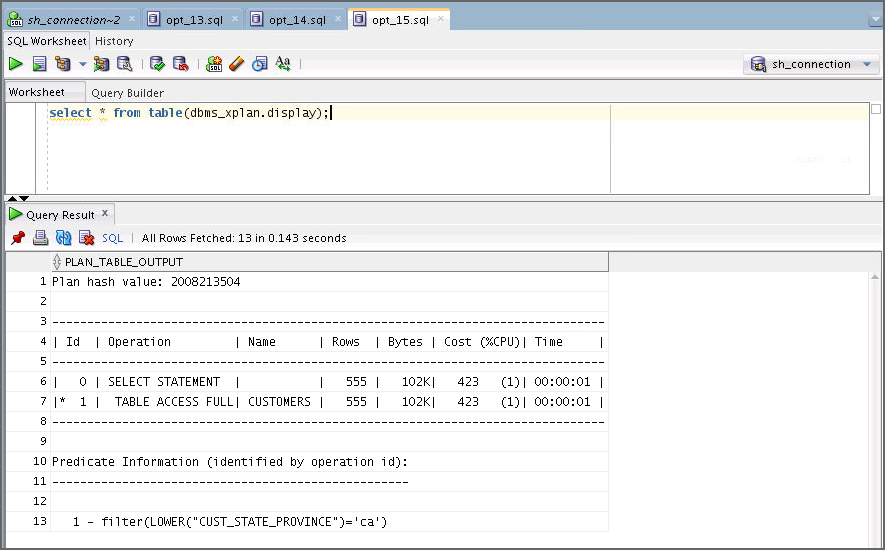 sh_connection~2 × opt_13.sql × opt_14.sql × opt_15.sql ×
SQL Worksheet History
sh_connection
Worksheet Query Builder
select * from table(dbms_xplan.display);
Query Result x
SQL | All Rows Fetched: 13 in 0.143 seconds
PLAN_TABLE_OUTPUT
1 Plan hash value: 2008213504
2
3 -------------------------------------------------------------------------------
4 | Id  | Operation         | Name      | Rows  | Bytes | Cost (%CPU)| Time     |
5 -------------------------------------------------------------------------------
6 |   0 | SELECT STATEMENT  |           |   555 |   102K|   423   (1)| 00:00:01 |
7 |*  1 |  TABLE ACCESS FULL| CUSTOMERS |   555 |   102K|   423   (1)| 00:00:01 |
8 -------------------------------------------------------------------------------
9
10 Predicate Information (identified by operation id):
11 ---------------------------------------------------
12
13    1 - filter(LOWER("CUST_STATE_PROVINCE")='ca')